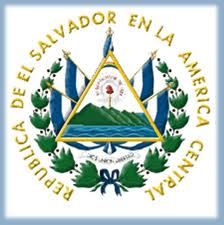 REPUBLICA DE EL SALVADOR EN LA AMERICA CENTRAL
DIOS UNION LIBERTAD